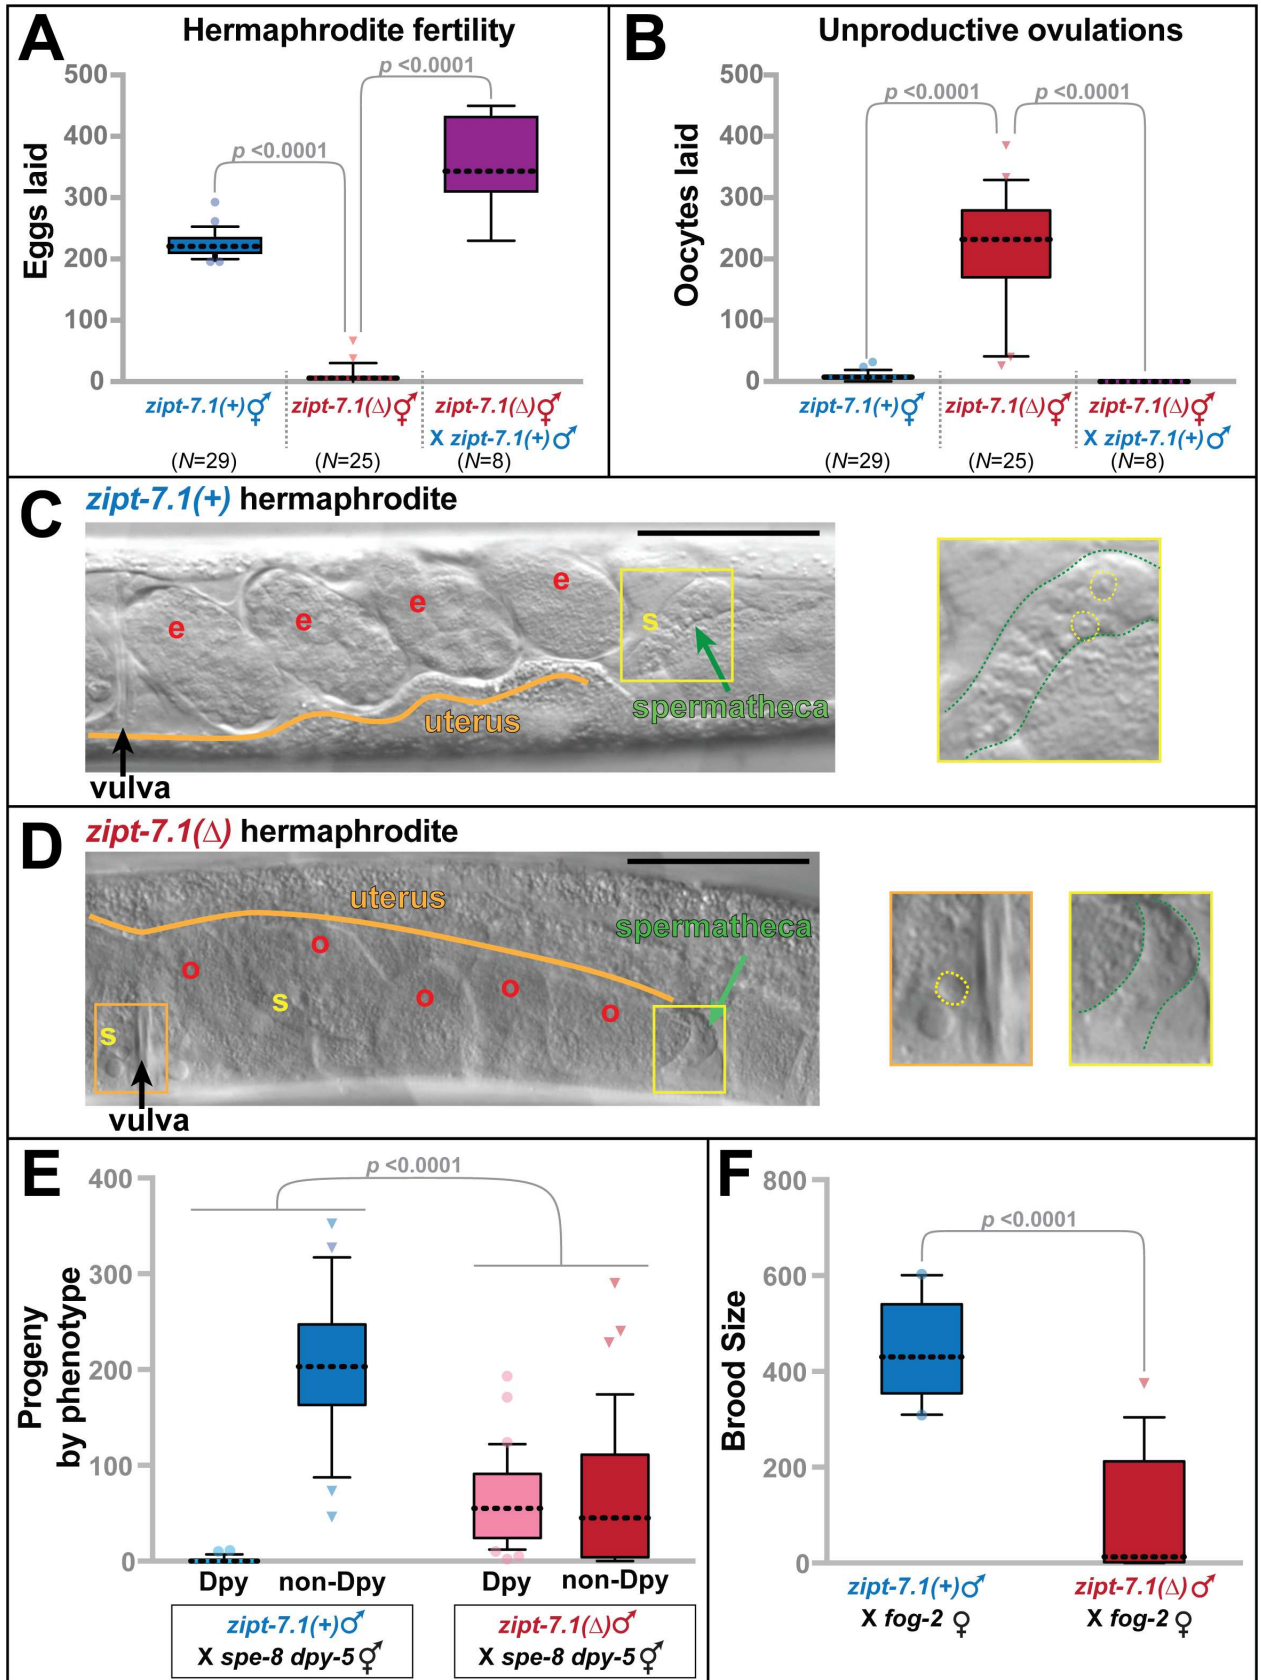 A
Hermaphrodite fertility
Eggs laid
500
400
300
200
100
0
p <0.0001
p <0.0001
zipt-7.1(+)⚥
zipt-7.1(Δ)⚥
zipt-7.1(Δ)⚥
X zipt-7.1(+)♂
(N=29)
(N=25)
(N=8)
B
Unproductive ovulations
Oocytes laid
500
400
300
200
100
0
p <0.0001
p <0.0001
zipt-7.1(+)⚥
zipt-7.1(Δ)⚥
zipt-7.1(Δ)⚥
X zipt-7.1(+)♂
(N=29)
(N=25)
(N=8)
C
zipt-7.1(+) hermaphrodite
e
e
e
e
s
spermatheca
uterus
vulva
D
zipt-7.1(Δ) hermaphrodite
uterus
spermatheca
o
o
o
o
o
s
s
vulva
E
Progeny
by phenotype
400
300
200
100
0
p <0.0001
Dpy
non-Dpy
Dpy
non-Dpy
zipt-7.1(+)♂
X spe-8 dpy-5⚥
zipt-7.1(Δ)♂
X spe-8 dpy-5⚥
F
Brood Size
800
600
400
200
0
p <0.0001
zipt-7.1(+)♂
X fog-2 ♀
zipt-7.1(Δ)♂
X fog-2 ♀